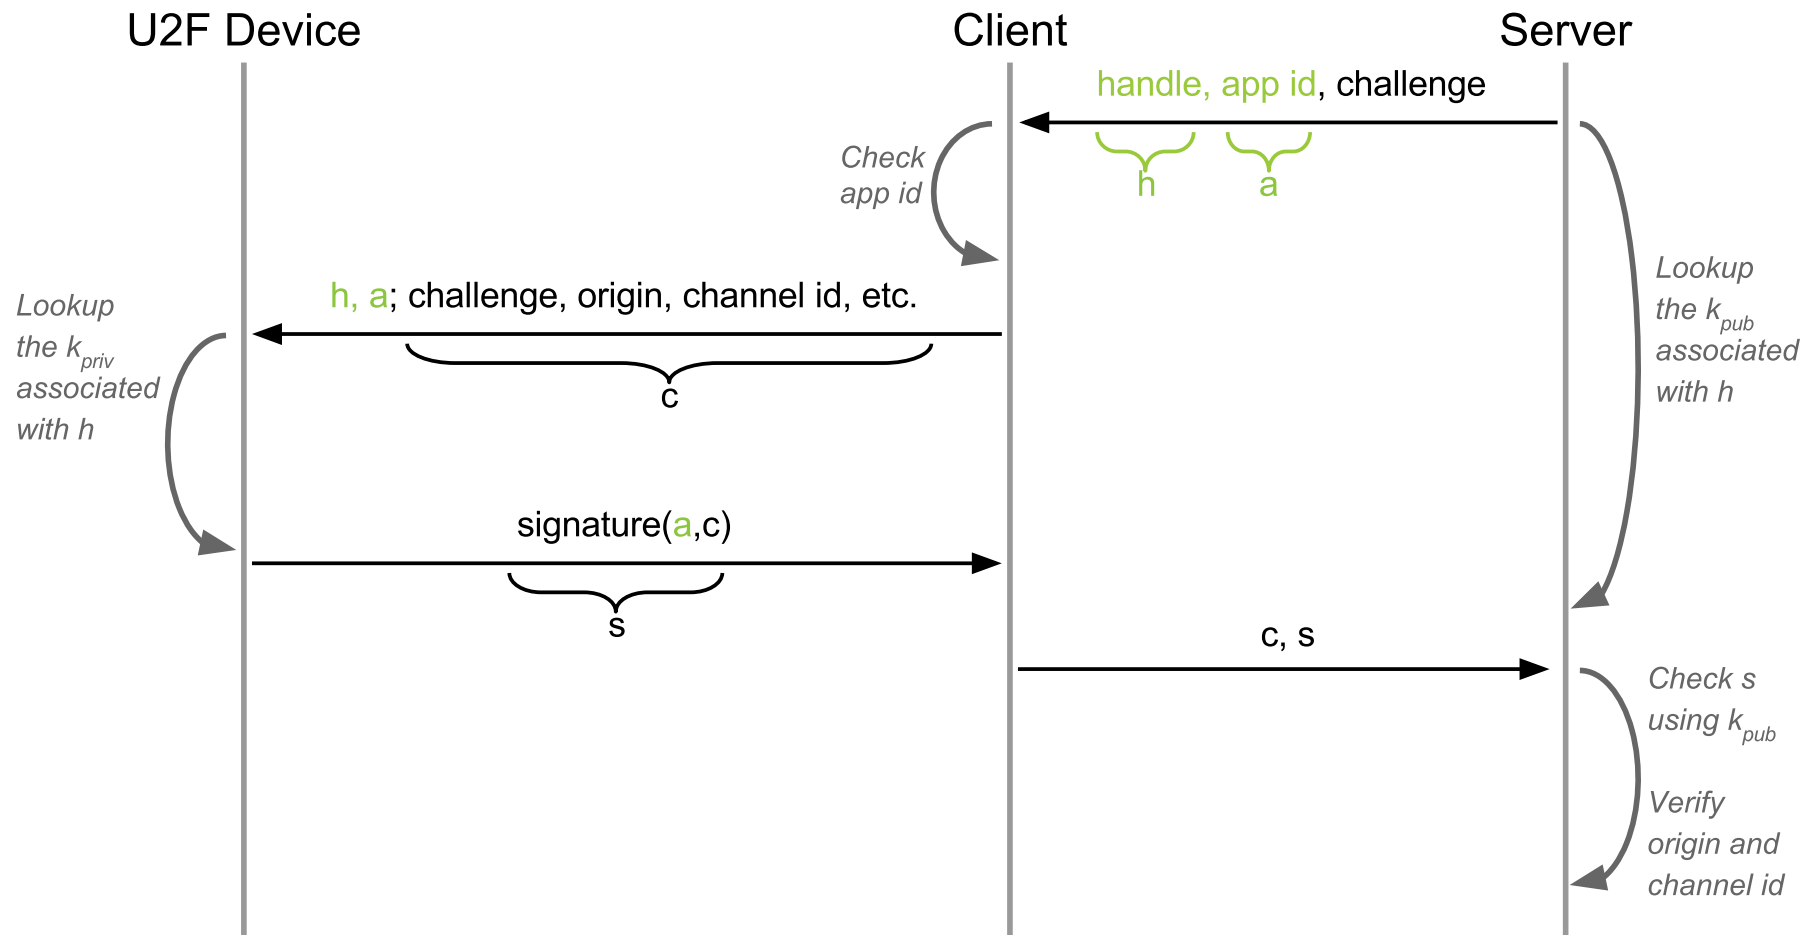 U2F Device
Client
Server
handle, app id, challenge
h
a
Check
app id
Lookup
the kpub
associated
with h
h, a; challenge, origin, channel id, etc.
c
Lookup
the kpriv
associated
with h
signature(a,c)
s
c, s
Check s
using kpub
Verify
origin and
channel id